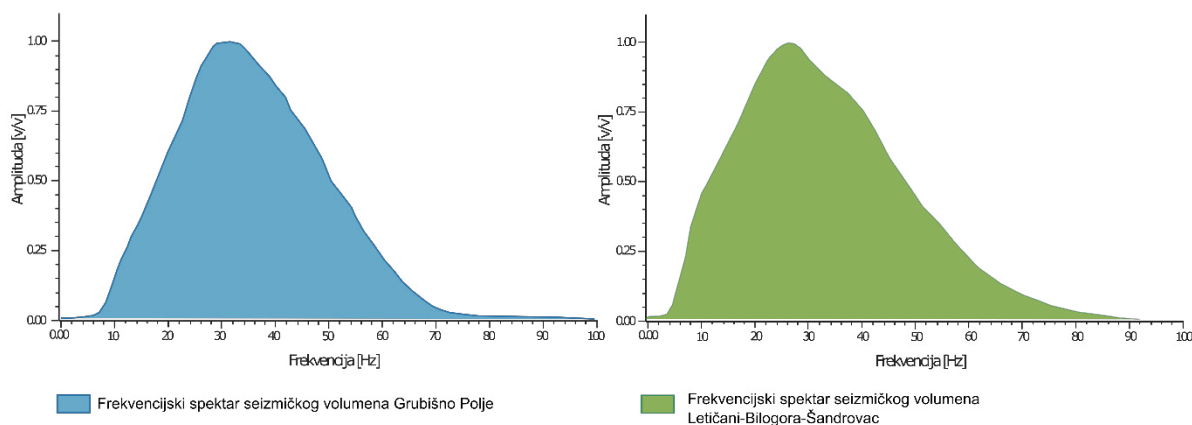 1.00
0.75
0.50
0.25
0.00
Amplituda [v/v]
0.00 10 20 30 40 50 60 70 80 90 100
Frekvencija [Hz]
Frekvencijski spektar seizmičkog volumena Grubišno Polje
1.00
0.75
0.50
0.25
0.00
Amplituda [v/v]
0.00 10 20 30 40 50 60 70 80 90 100
Frekvencija [Hz]
Frekvencijski spektar seizmičkog volumena
Letičani-Bilogora-Šandrovac